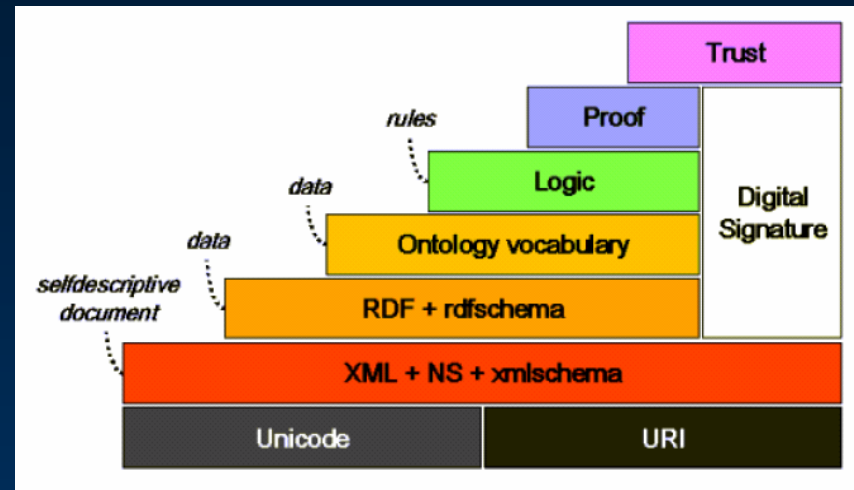 Trust
Proof
rules
Logic
Digital
Signature
data
Ontology vocabulary
data
RDF + rdfschema
selfdescriptive
document
XML + NS + xmlschema
Unicode
URI